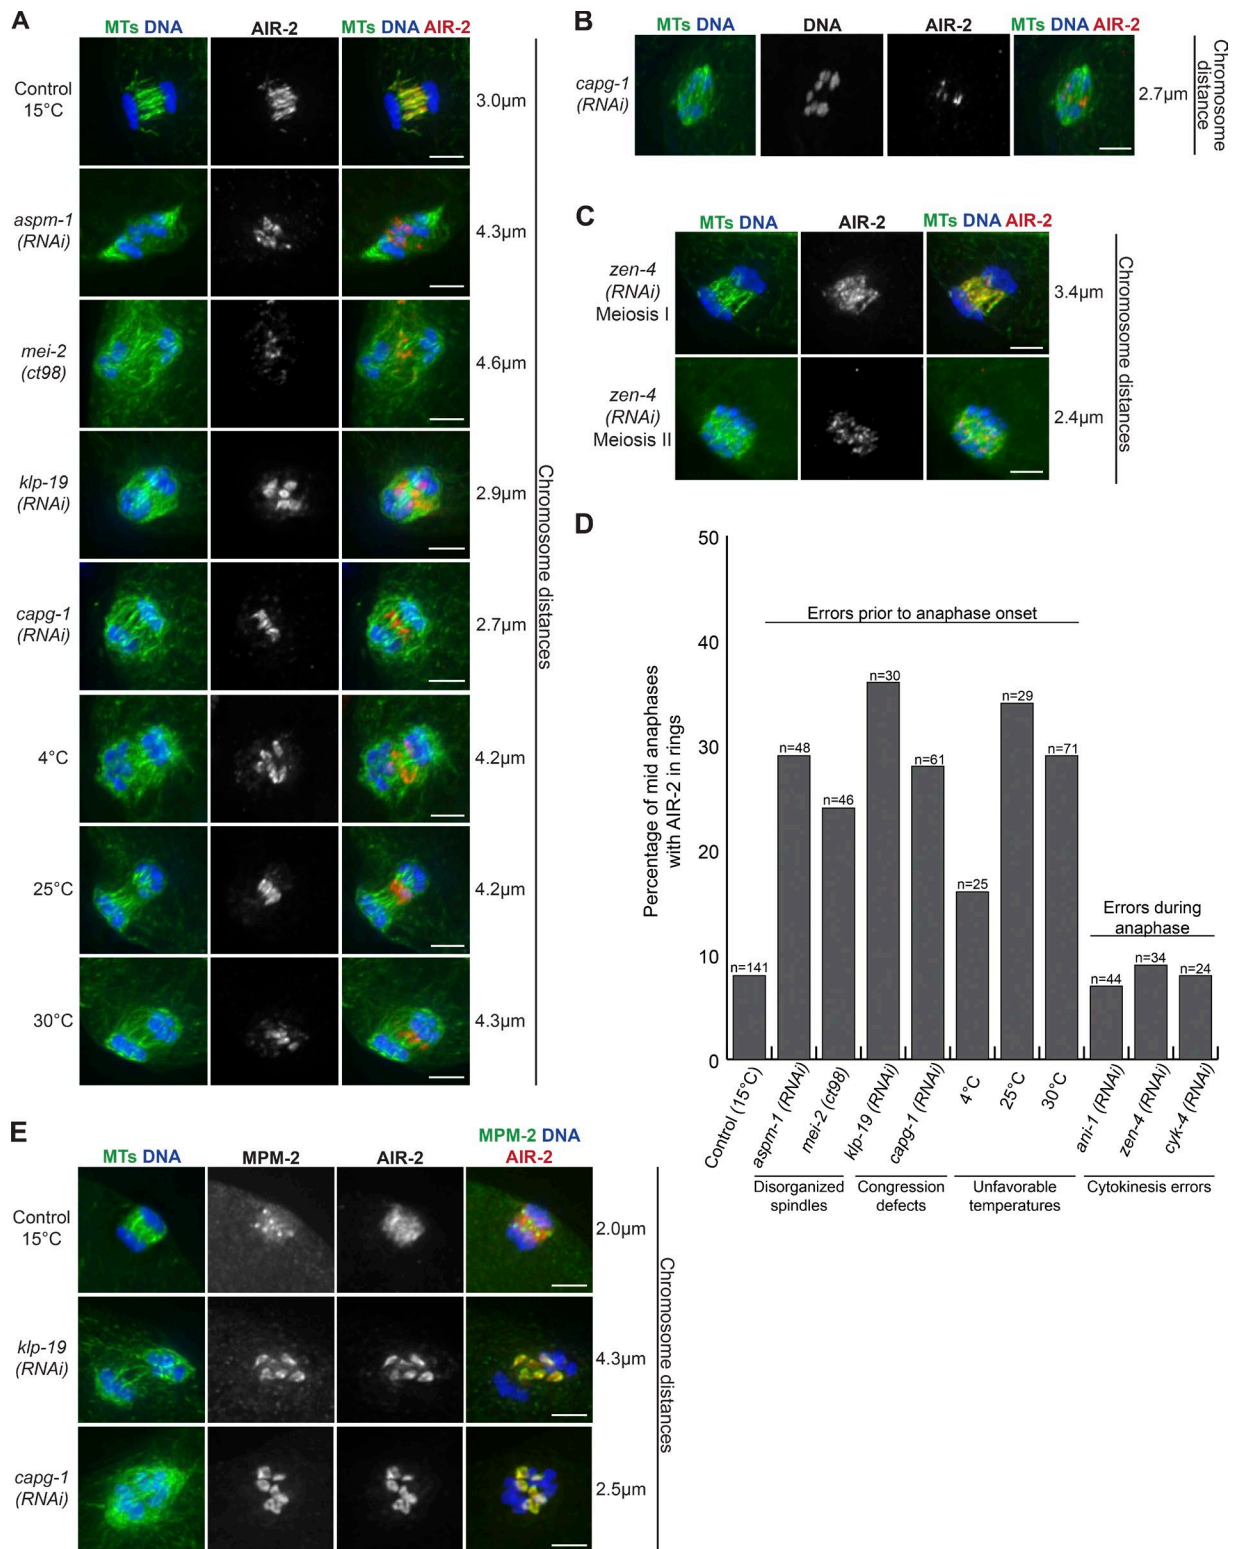 A
MTs DNA
AIR-2
MTs DNA AIR-2
Control
15°C
3.0µm
aspm-1
(RNAi)
4.3µm
mei-2
(ct98)
4.6µm
klp-19
(RNAi)
2.9µm
capg-1
(RNAi)
2.7µm
4°C
4.2µm
25°C
4.2µm
30°C
4.3µm
Chromosome distances
B
MTs DNA
DNA
AIR-2
MTs DNA AIR-2
capg-1
(RNAi)
2.7µm
Chromosome
distance
C
MTs DNA
AIR-2
MTs DNA AIR-2
zen-4
(RNAi)
Meiosis I
3.4µm
zen-4
(RNAi)
Meiosis II
2.4µm
Chromosome distances
D
Percentage of mid anaphases
with AIR-2 in rings
50
40
30
20
10
0
Errors prior to anaphase onset
Errors during
anaphase
n=141
n=48
n=46
n=30
n=61
n=25
n=29
n=71
n=44
n=34
n=24
Control (15°C)
aspm-1 (RNAi)
mei-2 (ct98)
klp-19 (RNAi)
capg-1 (RNAi)
4°C
25°C
30°C
ani-1 (RNAi)
zen-4 (RNAi)
cyk-4 (RNAi)
Disorganized
spindles
Congression
defects
Unfavorable
temperatures
Cytokinesis errors
E
MTs DNA
MPM-2
AIR-2
MPM-2 DNA
AIR-2
Control
15°C
2.0µm
klp-19
(RNAi)
4.3µm
capg-1
(RNAi)
2.5µm
Chromosome distances